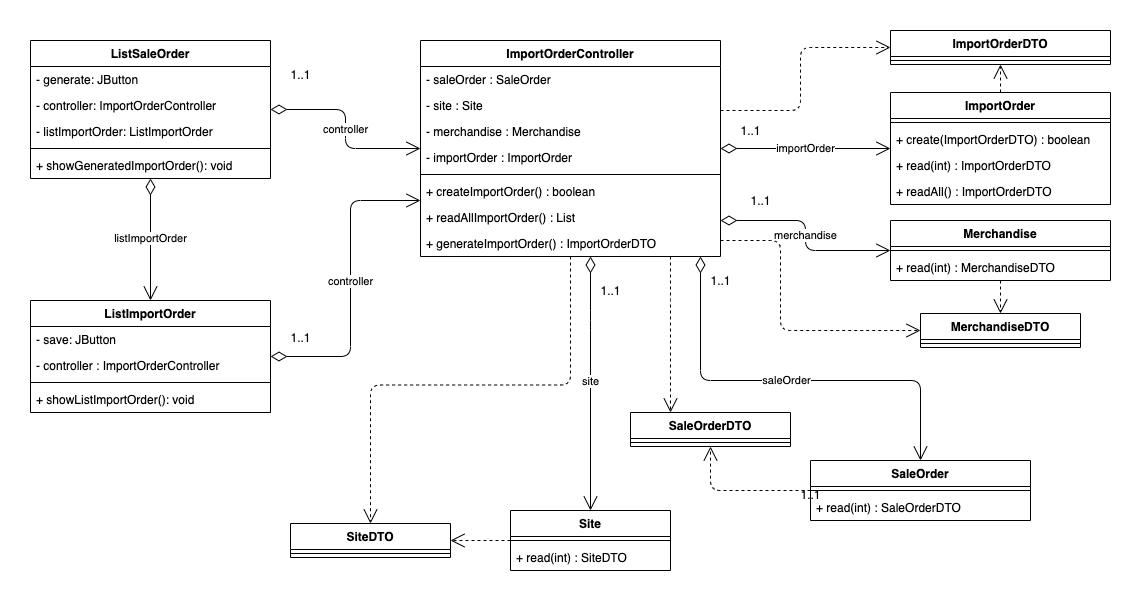 ListSaleOrder
- generate: JButton
- controller: ImportOrderController
- listImportOrder: ListImportOrder
+ showGeneratedImportOrder(): void
1..1
controller
listImportOrder
ListImportOrder
- save: JButton
- controller : ImportOrderController
+ showListImportOrder(): void
1..1
controller
ImportOrderController
- saleOrder : SaleOrder
- site : Site
- merchandise : Merchandise
- importOrder : ImportOrder
+ createImportOrder() : boolean
+ readAllImportOrder() : List
+ generateImportOrder() : ImportOrderDTO
1..1
importOrder
1..1
merchandise
1..1
site
1..1
saleOrder
ImportOrderDTO
ImportOrder
+ create(ImportOrderDTO) : boolean
+ read(int) : ImportOrderDTO
+ readAll() : ImportOrderDTO
Merchandise
+ read(int) : MerchandiseDTO
MerchandiseDTO
SaleOrderDTO
SaleOrder
1..1
+ read(int) : SaleOrderDTO
SiteDTO
Site
+ read(int) : SiteDTO